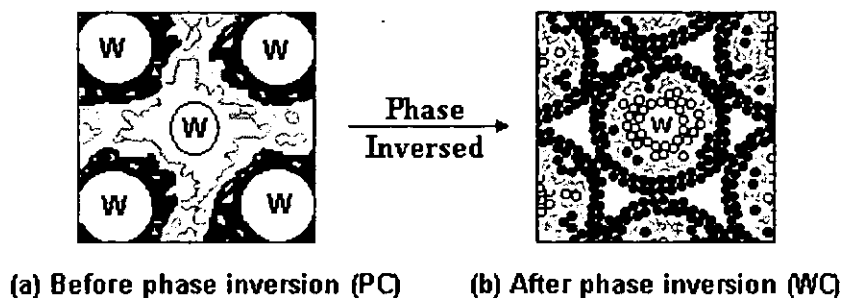 W W
W
W W
Phase
Inversed
W
(a) Before phase inversion (PC) (b) After phase inversion (WC)